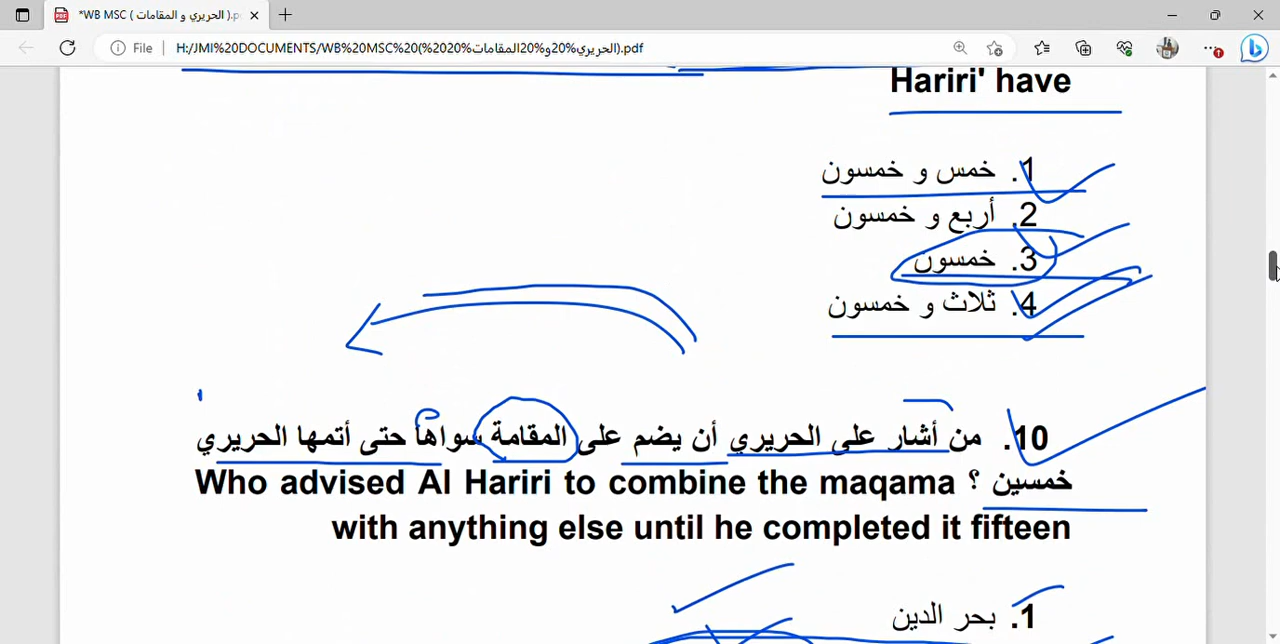 *WB MSC ( الحريري و المقامات ).p
File H:/JMI%20DOCUMENTS/WB%20MSC%20(%2020%الحريري%20و%20المقامات).pdf
Hariri' have
1. خمس و خمسون
2. أربع و خمسون
3. خمسون
4. ثلاث و خمسون
10. من أشار على الحريري أن يضم على المقامة سواها حتى أتمها الحريري
خمسين ؟ Who advised Al Hariri to combine the maqama
with anything else until he completed it fifteen
1. بحر الدين